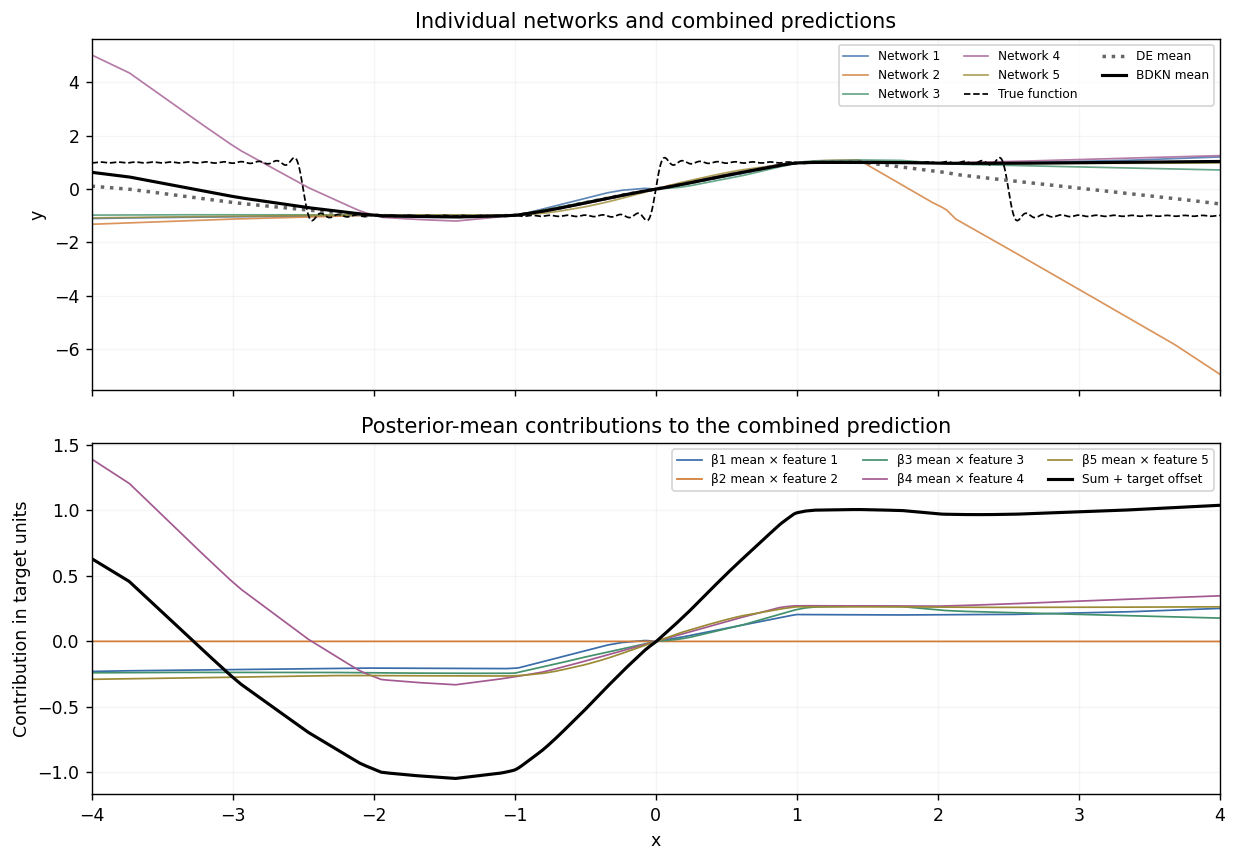 Individual networks and combined predictions
Network 1
Network 2
Network 3
Network 4
Network 5
True function
DE mean
BDKN mean
y
4
2
0
−2
−4
−6
Posterior-mean contributions to the combined prediction
β1 mean × feature 1
β2 mean × feature 2
β3 mean × feature 3
β4 mean × feature 4
β5 mean × feature 5
Sum + target offset
Contribution in target units
1.5
1.0
0.5
0.0
−0.5
−1.0
−4 −3 −2 −1 0 1 2 3 4
x